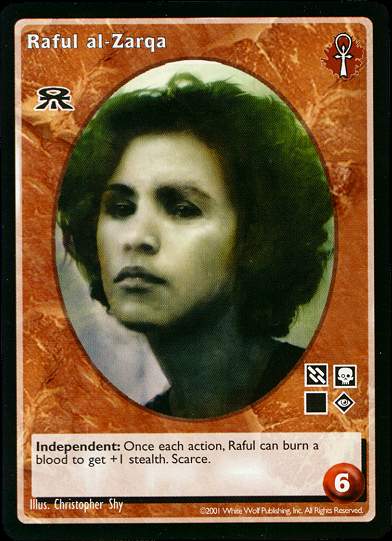 Raful al-Zarqa
Independent: Once each action, Raful can burn a
blood to get +1 stealth. Scarce.
6
Illus. Christopher Shy
©2001 White Wolf Publishing, Inc. All Rights Reserved.